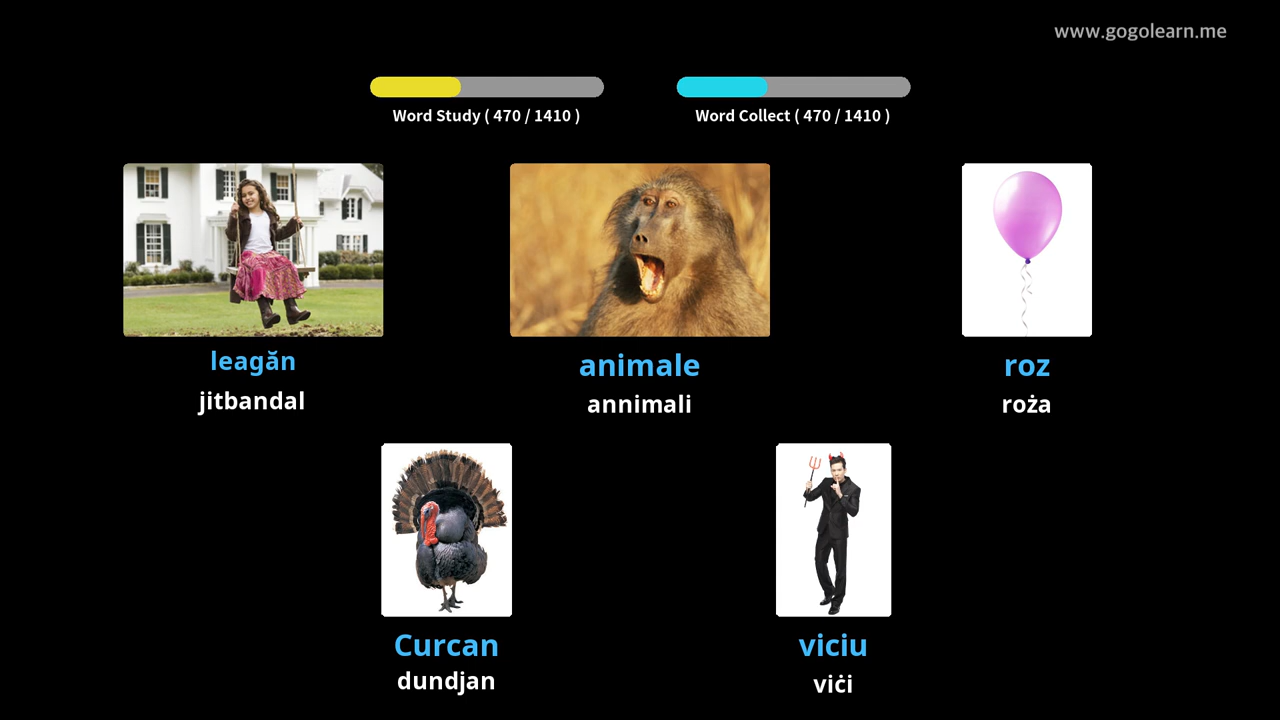 www.gogolearn.me
Word Study ( 470 / 1410 )
Word Collect ( 470 / 1410 )
leagăn
jitbandal
animale
annimali
roz
roża
Curcan
dundjan
viciu
viċi